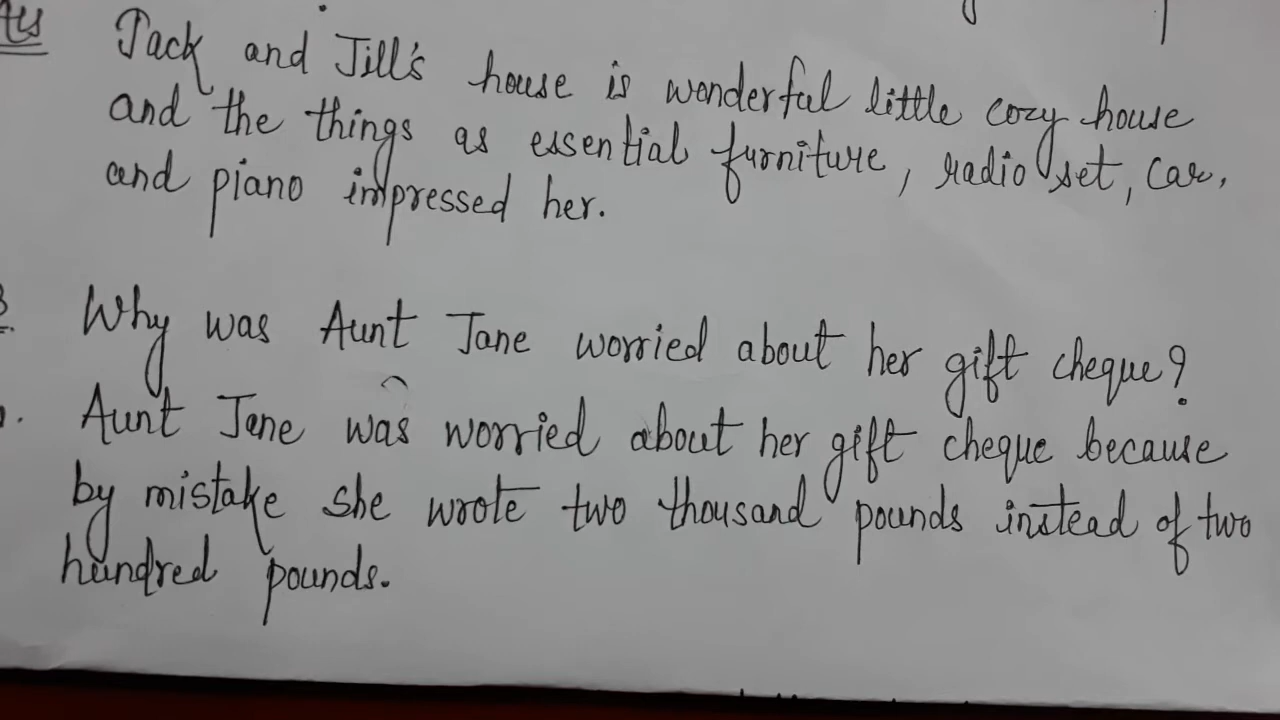 Ans Jack and Jill's house is wonderful little cozy house
and the things as essential furniture, radio set, car,
and piano impressed her.
Why was Aunt Jane worried about her gift cheque?
Aunt Jane was worried about her gift cheque because
by mistake she wrote two thousand pounds instead of two
hundred pounds.